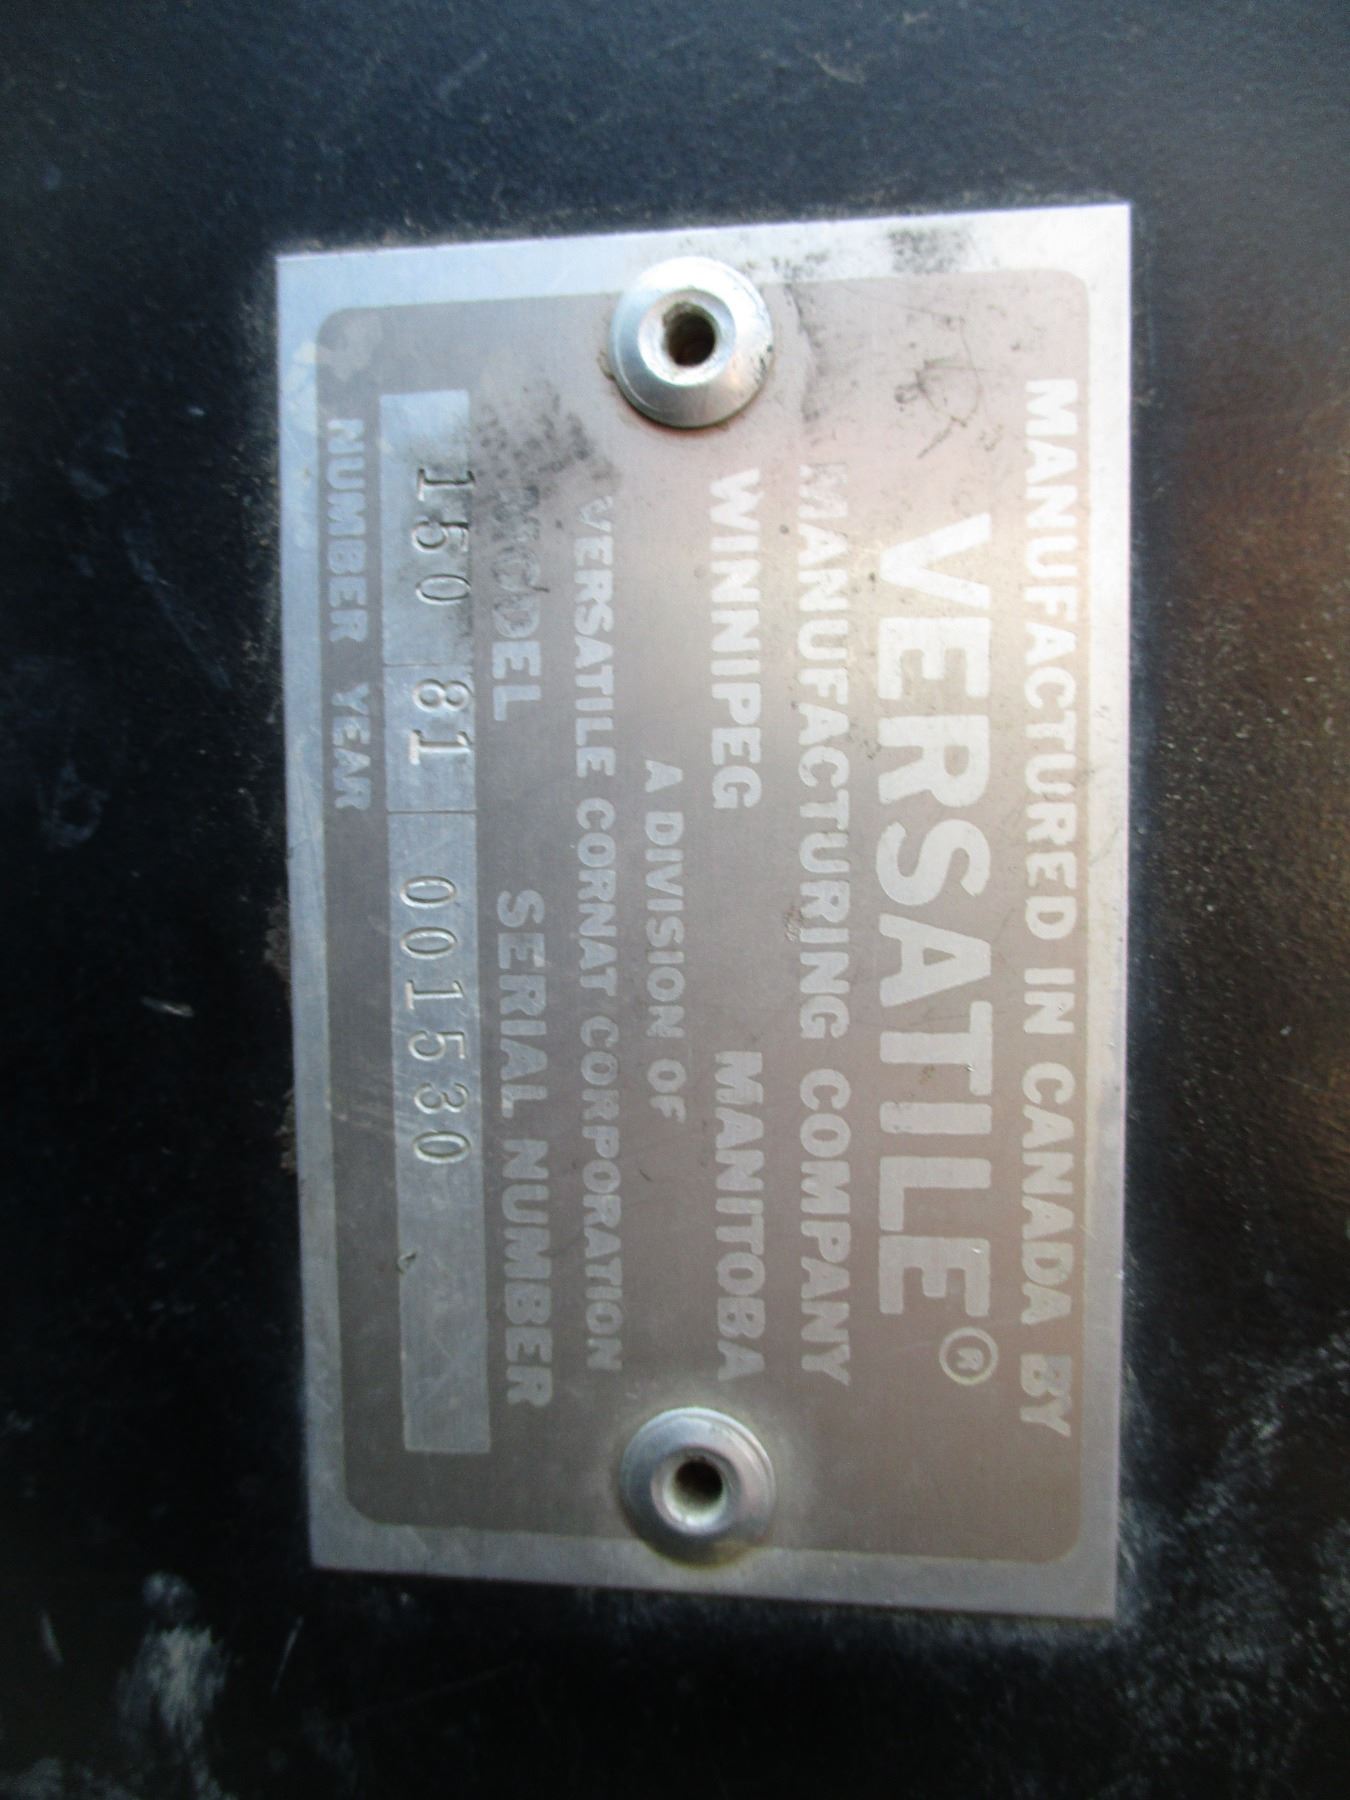 MANUFACTURED IN CANADA BY
VERSATILE®
MANUFACTURING COMPANY
WINNIPEG MANITOBA
A DIVISION OF
VERSATILE CORNAT CORPORATION
MODEL SERIAL NUMBER
150 81 001530
NUMBER YEAR